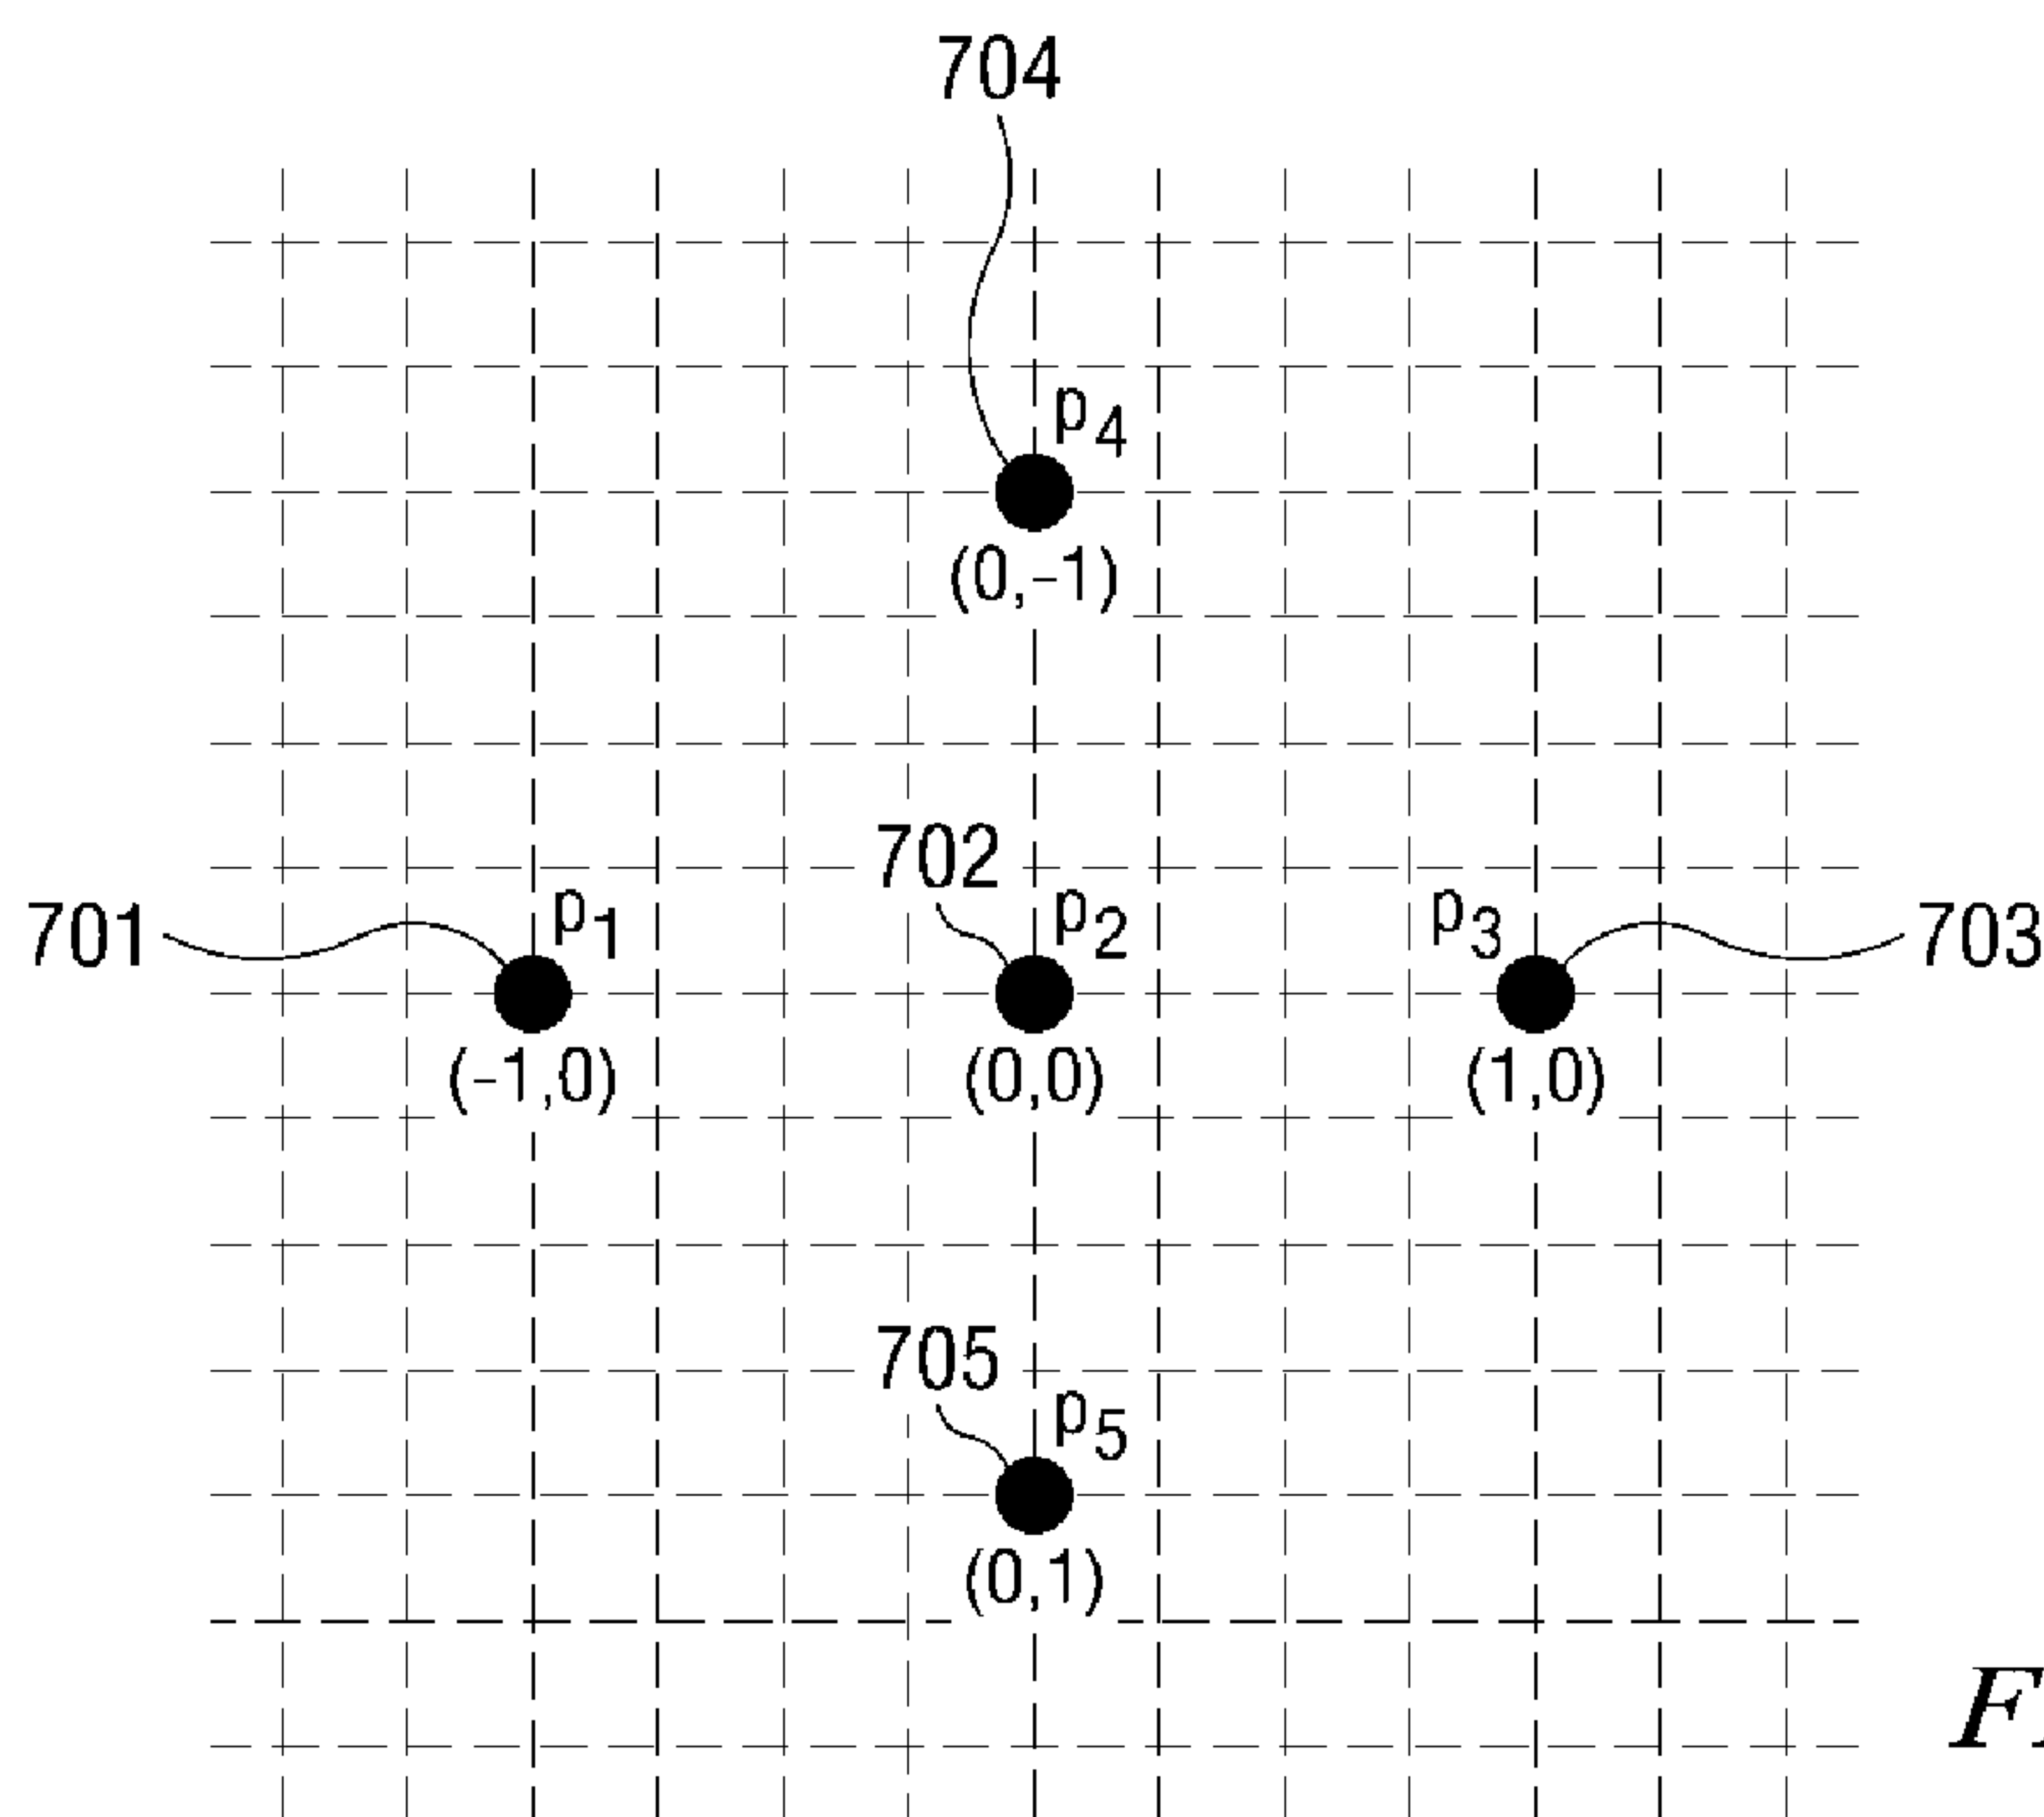 704
p4
(0,-1)
702
701
p1
p2
p3
703
(-1,0)
(0,0)
(1,0)
705
p5
(0,1)